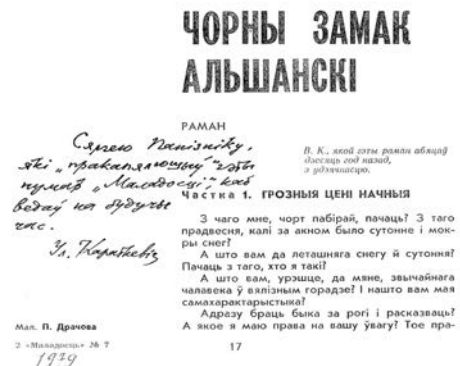 ЧОРНЫ ЗАМАК
АЛЬШАНСКІ
РАМАН
Сяргею Панізніку,
які „пракапяляющыў" гэты
нумар „Маладосці", каб
ведаў на будучы
час.
Ул. Караткевіч
В. К., якой гэты раман абяцаў
дзесяць год назад,
з удзячнасцю.
Частка 1. ГРОЗНЫЯ ЦЕНІ НАЧНЫЯ
З чаго мне, чорт пабірай, пачаць? З таго
прадвесня, калі за акном было сутонне і мок-
ры снег?
А што вам да леташняга снегу й сутоння?
Пачаць з таго, хто я такі?
А што вам, урэшце, да мяне, звычайнага
чалавека ў вялізным горадзе? І нашто вам мая
самахарактарыстыка?
Адразу браць быка за рогі і расказваць?
А якое я маю права на вашу ўвагу? Тое пра-
Мал. П. Драчова
2 «Маладосць» № 7
17
1979